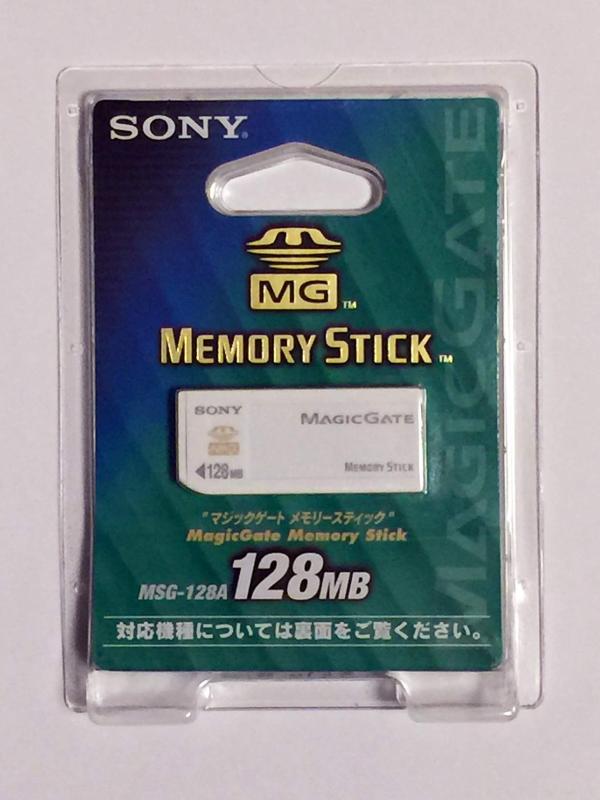 SONY®
MG™
MEMORY STICK™
SONY
MAGICGATE
MG
◀128MB
MEMORY STICK
"マジックゲート メモリースティック"
MagicGate Memory Stick
MSG-128A 128MB
対応機種については裏面をご覧ください。
MAGICGATE